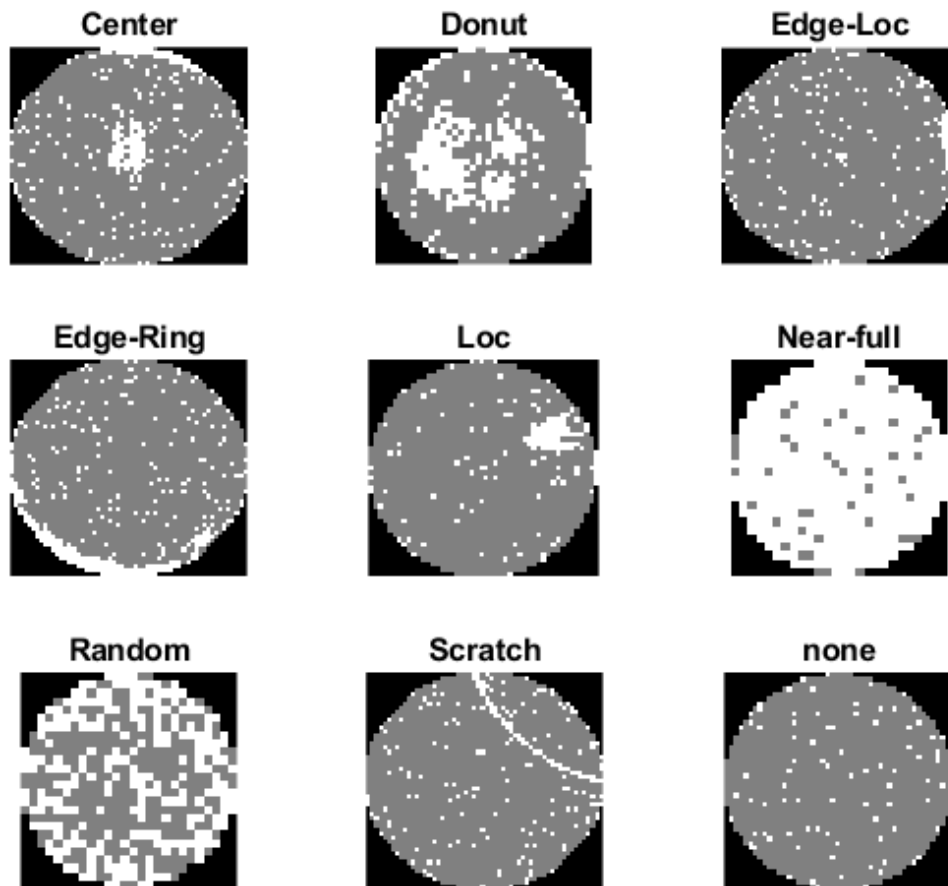 Center
Donut
Edge-Loc
Edge-Ring
Loc
Near-full
Random
Scratch
none